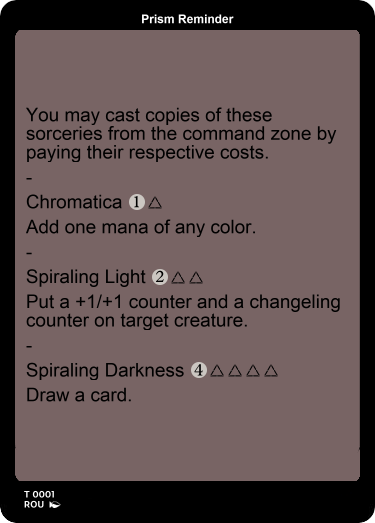 Prism Reminder
You may cast copies of these
sorceries from the command zone by
paying their respective costs.
-
Chromatica 1 △
Add one mana of any color.
-
Spiraling Light 2 △ △
Put a +1/+1 counter and a changeling
counter on target creature.
-
Spiraling Darkness 4 △ △ △ △
Draw a card.
T 0001
ROU